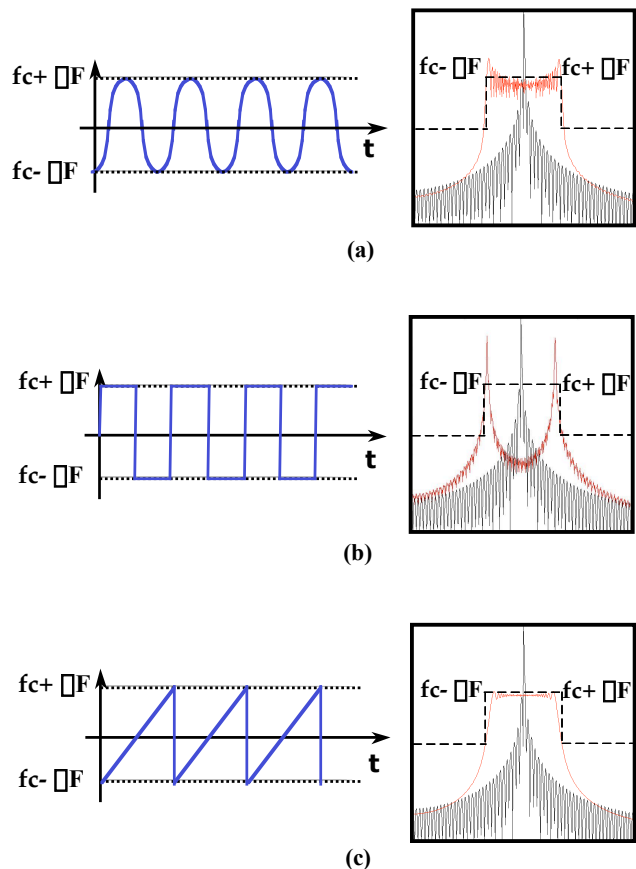 fc+ ▯F
fc- ▯F
t
fc- ▯F
fc+ ▯F
(a)
fc+ ▯F
fc- ▯F
t
fc- ▯F
fc+ ▯F
(b)
fc+ ▯F
fc- ▯F
t
fc- ▯F
fc+ ▯F
(c)